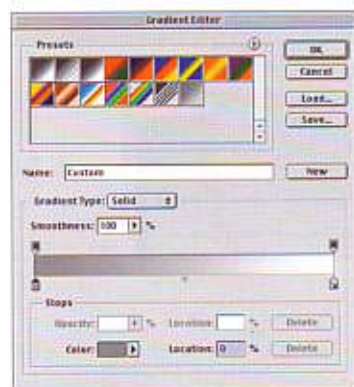 Gradient Editor
Presets
OK
Cancel
Load...
Save...
Name: Custom
New
Gradient Type: Solid
Smoothness: 100 %
Stops
Opacity: % Location: % Delete
Color: Location: 0 % Delete